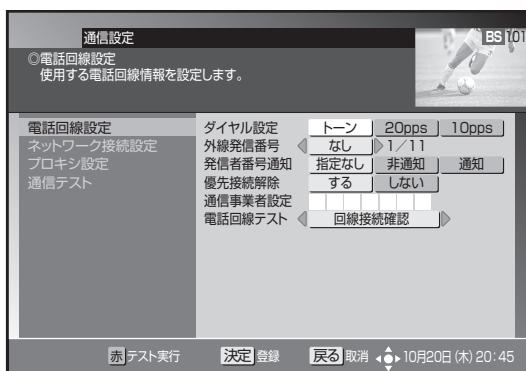 通信設定
BS 101
◎電話回線設定
使用する電話回線情報を設定します。
電話回線設定
ネットワーク接続設定
プロキシ設定
通信テスト
ダイヤル設定 トーン 20pps 10pps
外線発信番号 なし 1/11
発信者番号通知 指定なし 非通知 通知
優先接続解除 する しない
通信事業者設定
電話回線テスト 回線接続確認
赤 テスト実行 決定 登録 戻る 取消 10月20日(木) 20:45